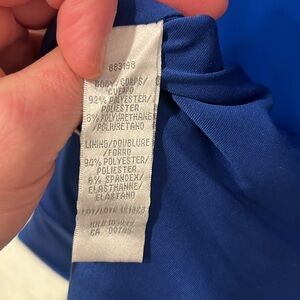 883198
BODY/CORPS/
CUERPO
92% POLYESTER/
POLIESTER
8% POLYURETHANE
/POLIURETANO
LINING/DOUBLURE
/FORRO
94% POLYESTER/
POLIESTER
6% SPANDEX/
ELASTHANNE/
ELASTANO